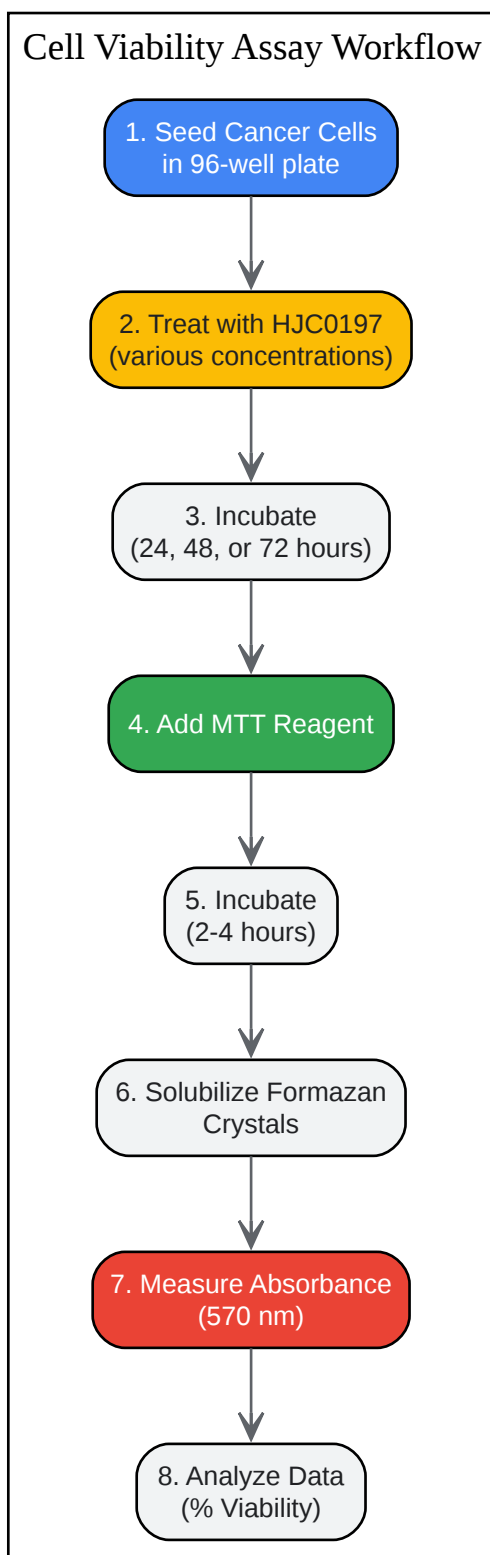 Cell Viability Assay Workflow
1. Seed Cancer Cells
in 96-well plate
2. Treat with HJC0197
(various concentrations)
3. Incubate
(24, 48, or 72 hours)
4. Add MTT Reagent
5. Incubate
(2-4 hours)
6. Solubilize Formazan
Crystals
7. Measure Absorbance
(570 nm)
8. Analyze Data
(% Viability)